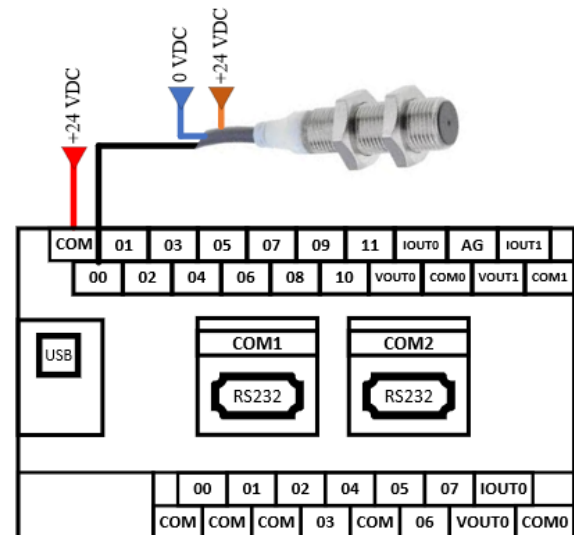 0 VDC
+24 VDC
+24 VDC
COM 01 03 05 07 09 11 IOUT0 AG IOUT1
00 02 04 06 08 10 VOUT0 COM0 VOUT1 COM1
USB
COM1 COM2
RS232 RS232
00 01 02 04 05 07 IOUT0
COM COM COM 03 COM 06 VOUT0 COM0